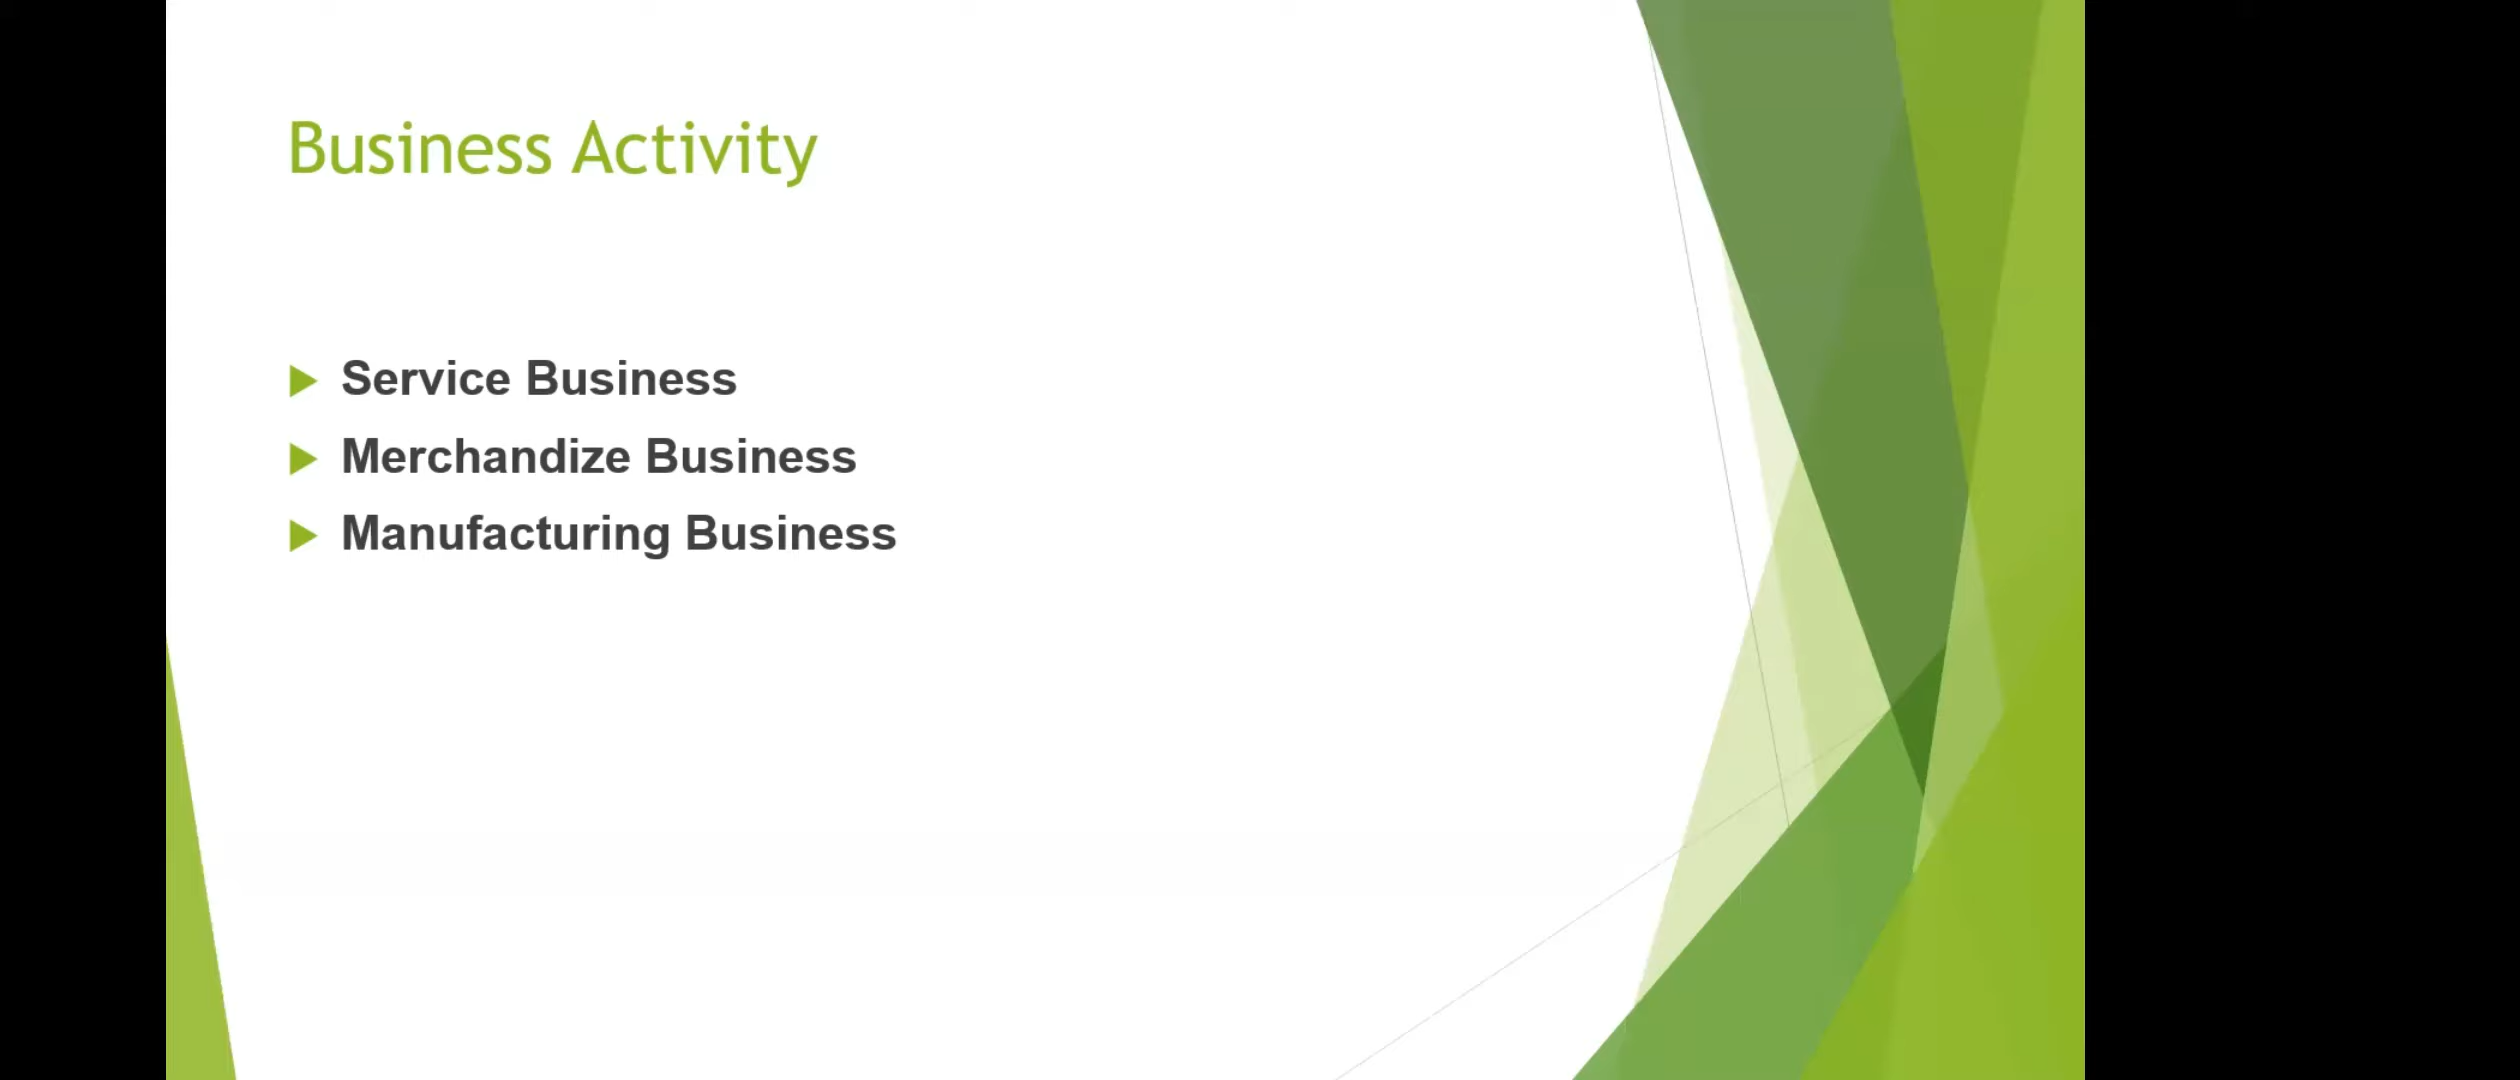 Business Activity
Service Business
Merchandize Business
Manufacturing Business